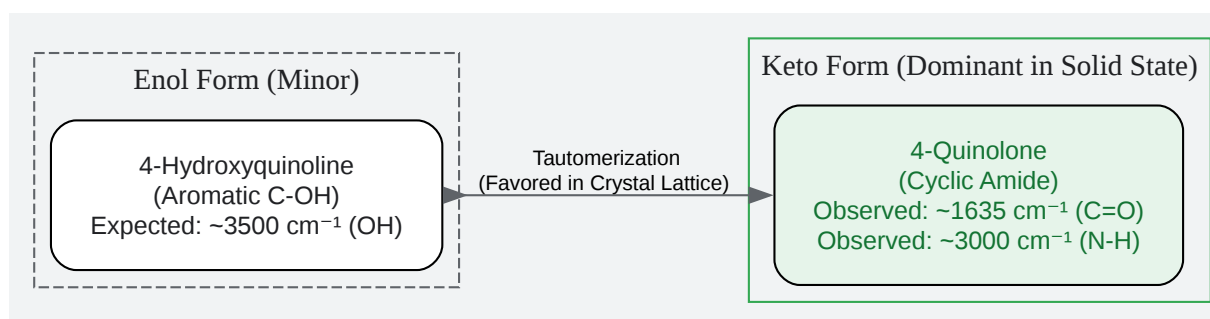 Enol Form (Minor)
4-Hydroxyquinoline
(Aromatic C-OH)
Expected: ~3500 cm⁻¹ (OH)
Tautomerization
(Favored in Crystal Lattice)
Keto Form (Dominant in Solid State)
4-Quinolone
(Cyclic Amide)
Observed: ~1635 cm⁻¹ (C=O)
Observed: ~3000 cm⁻¹ (N-H)